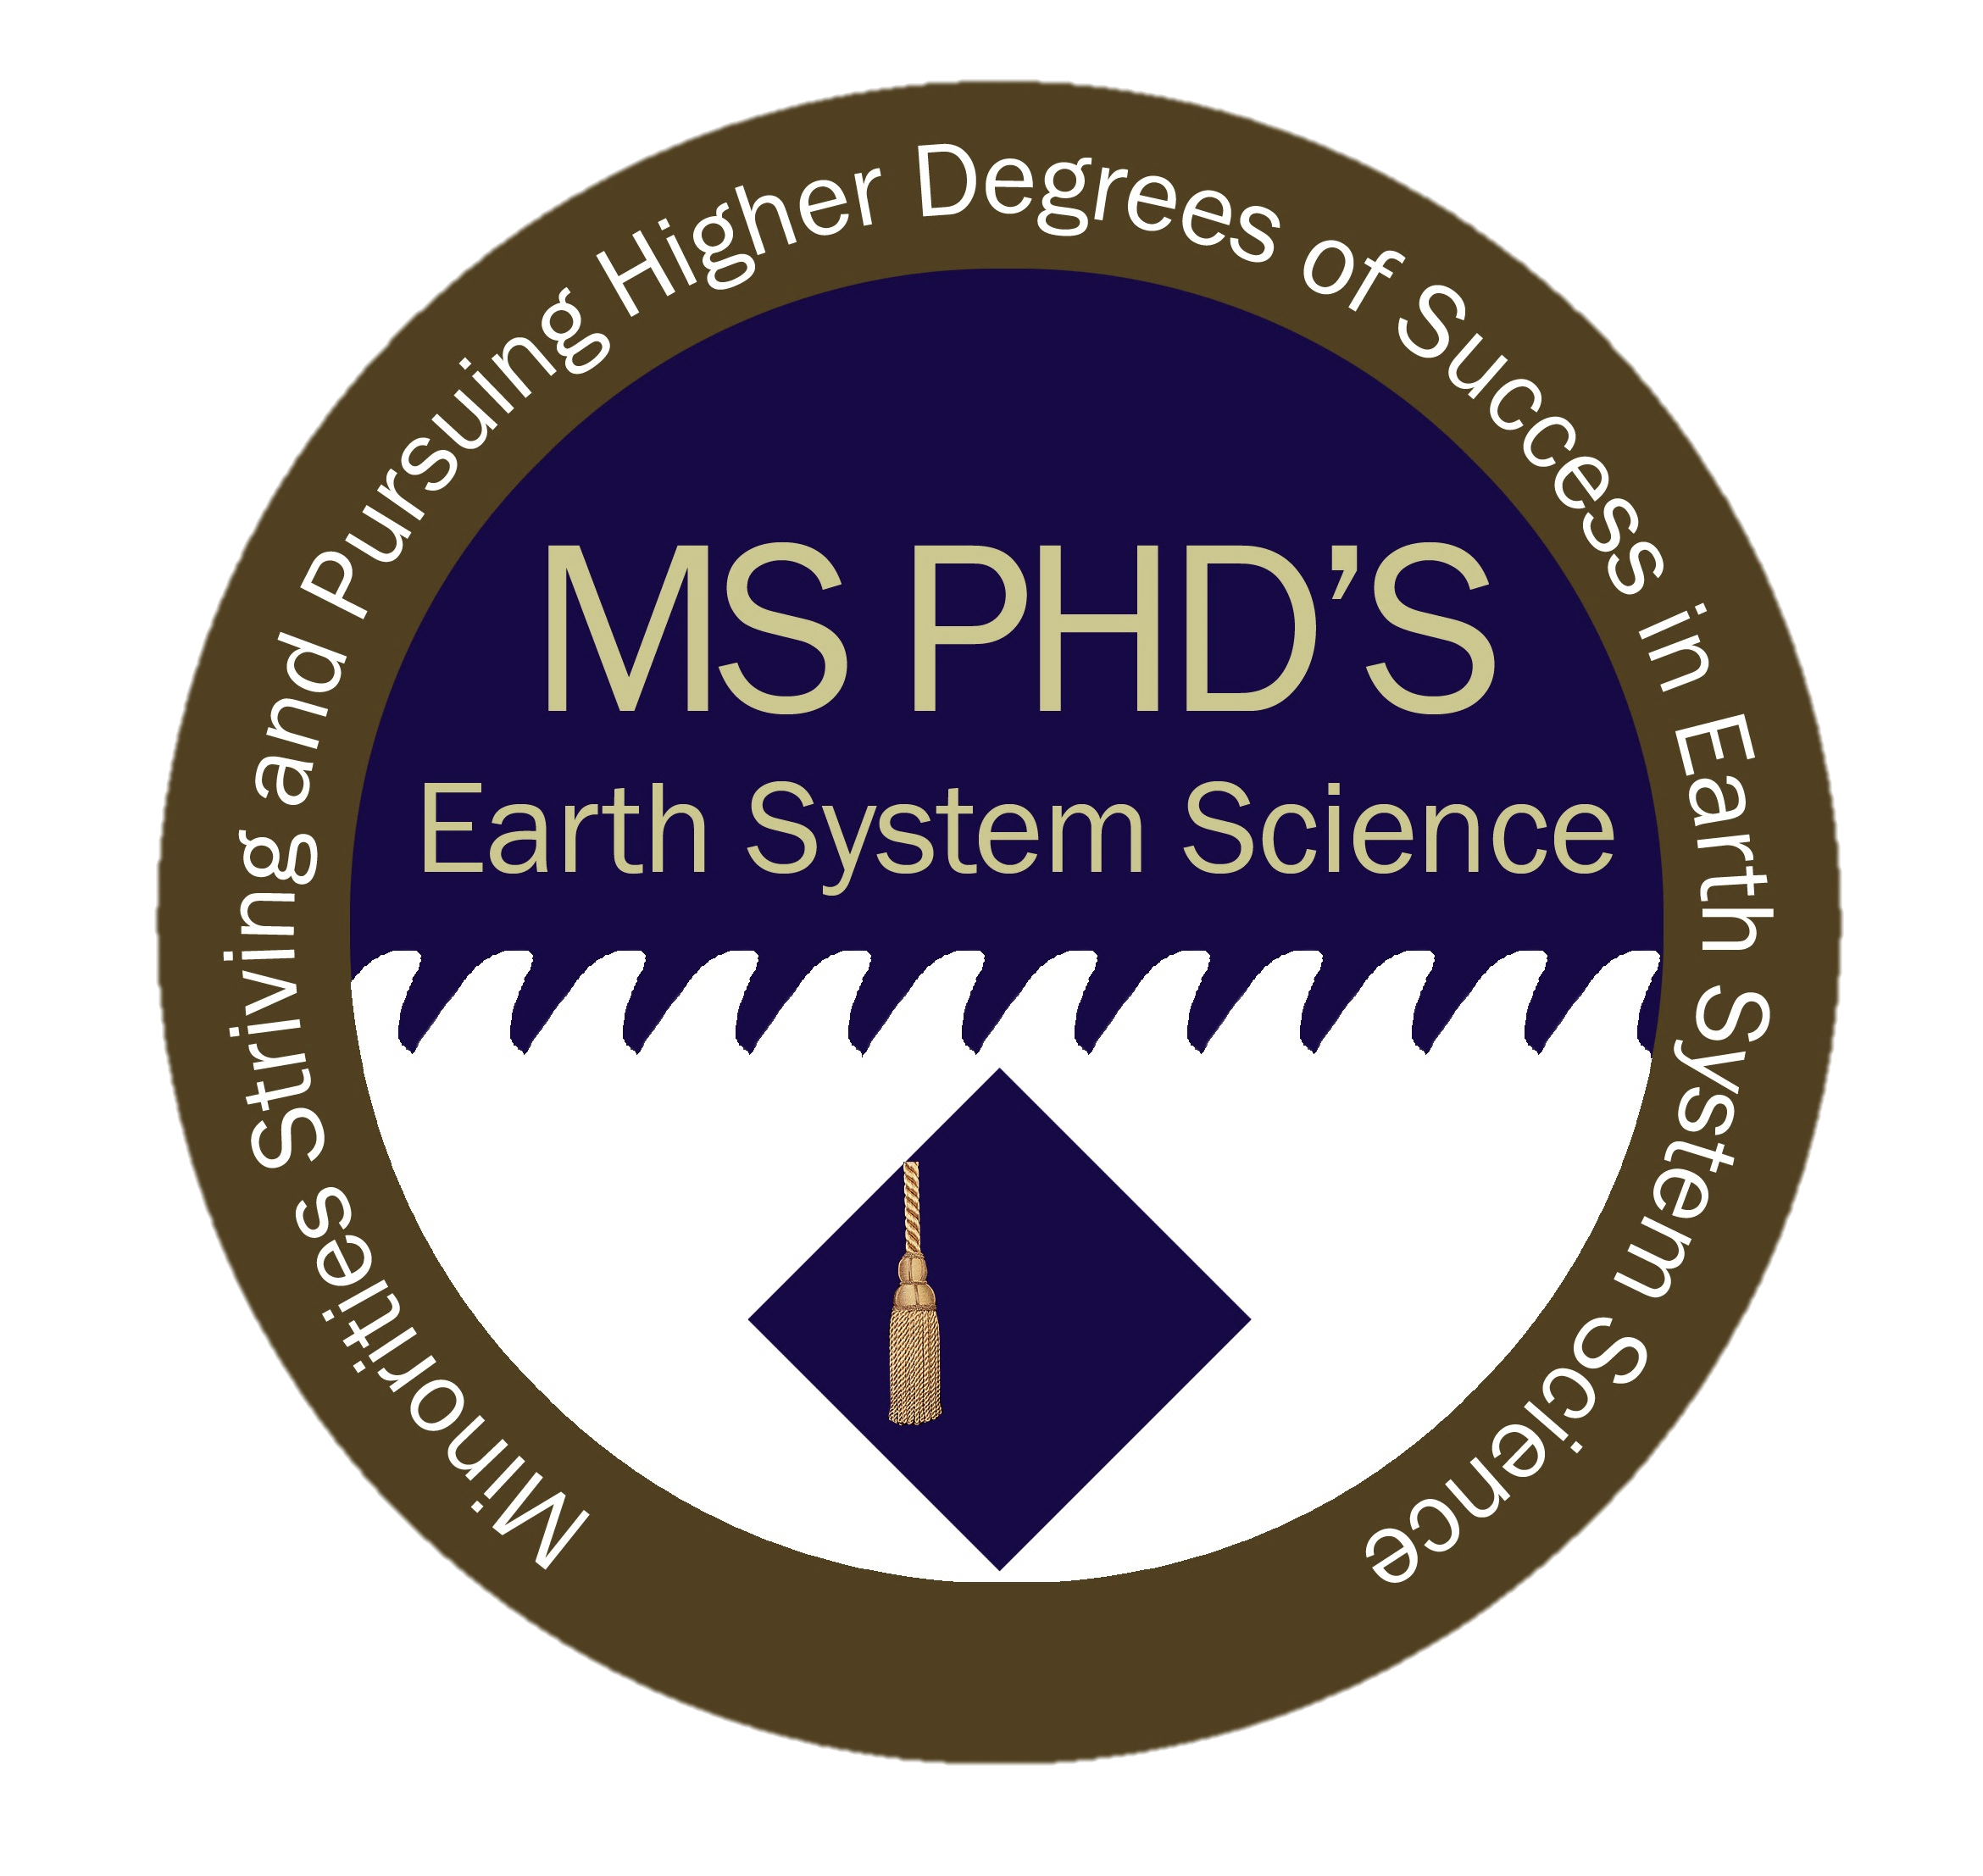 Minorities Striving and Pursuing Higher Degrees of Success in Earth System Science
MS PHD’S
Earth System Science